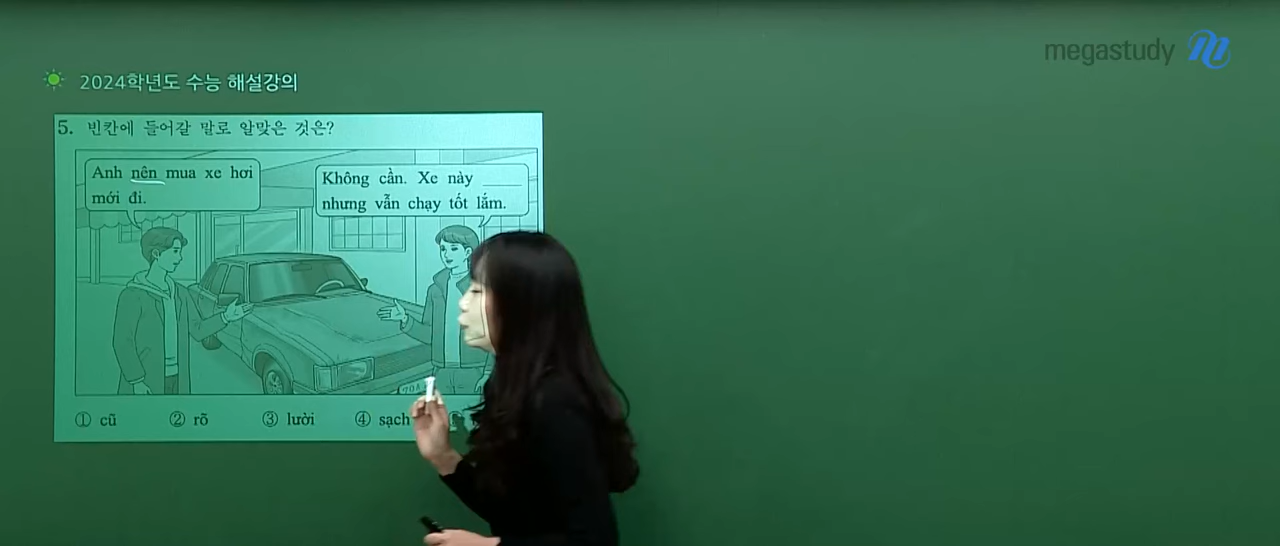 megastudy
2024학년도 수능 해설강의
5. 빈칸에 들어갈 말로 알맞은 것은?
Anh nên mua xe hơi
mới đi.
Không cần. Xe này ____
nhưng vẫn chạy tốt lắm.
① cũ ② rõ ③ lười ④ sạch